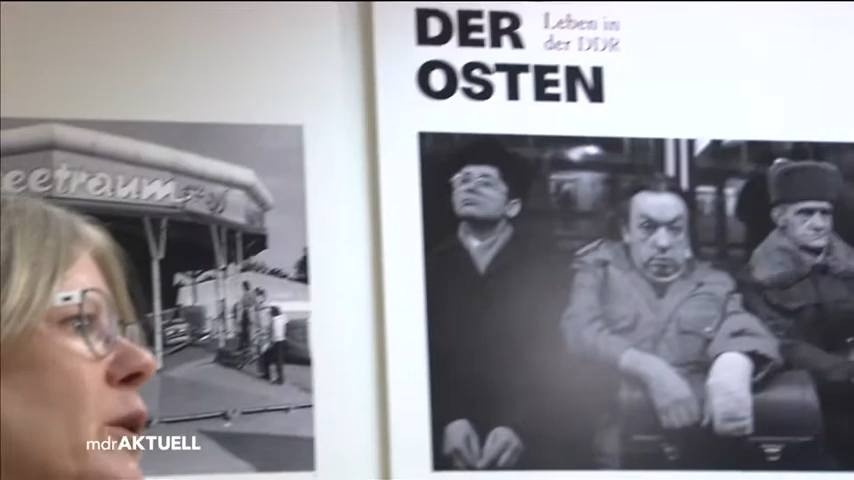 DER
OSTEN
Leben in
der DDR
eetraum
mdrAKTUELL